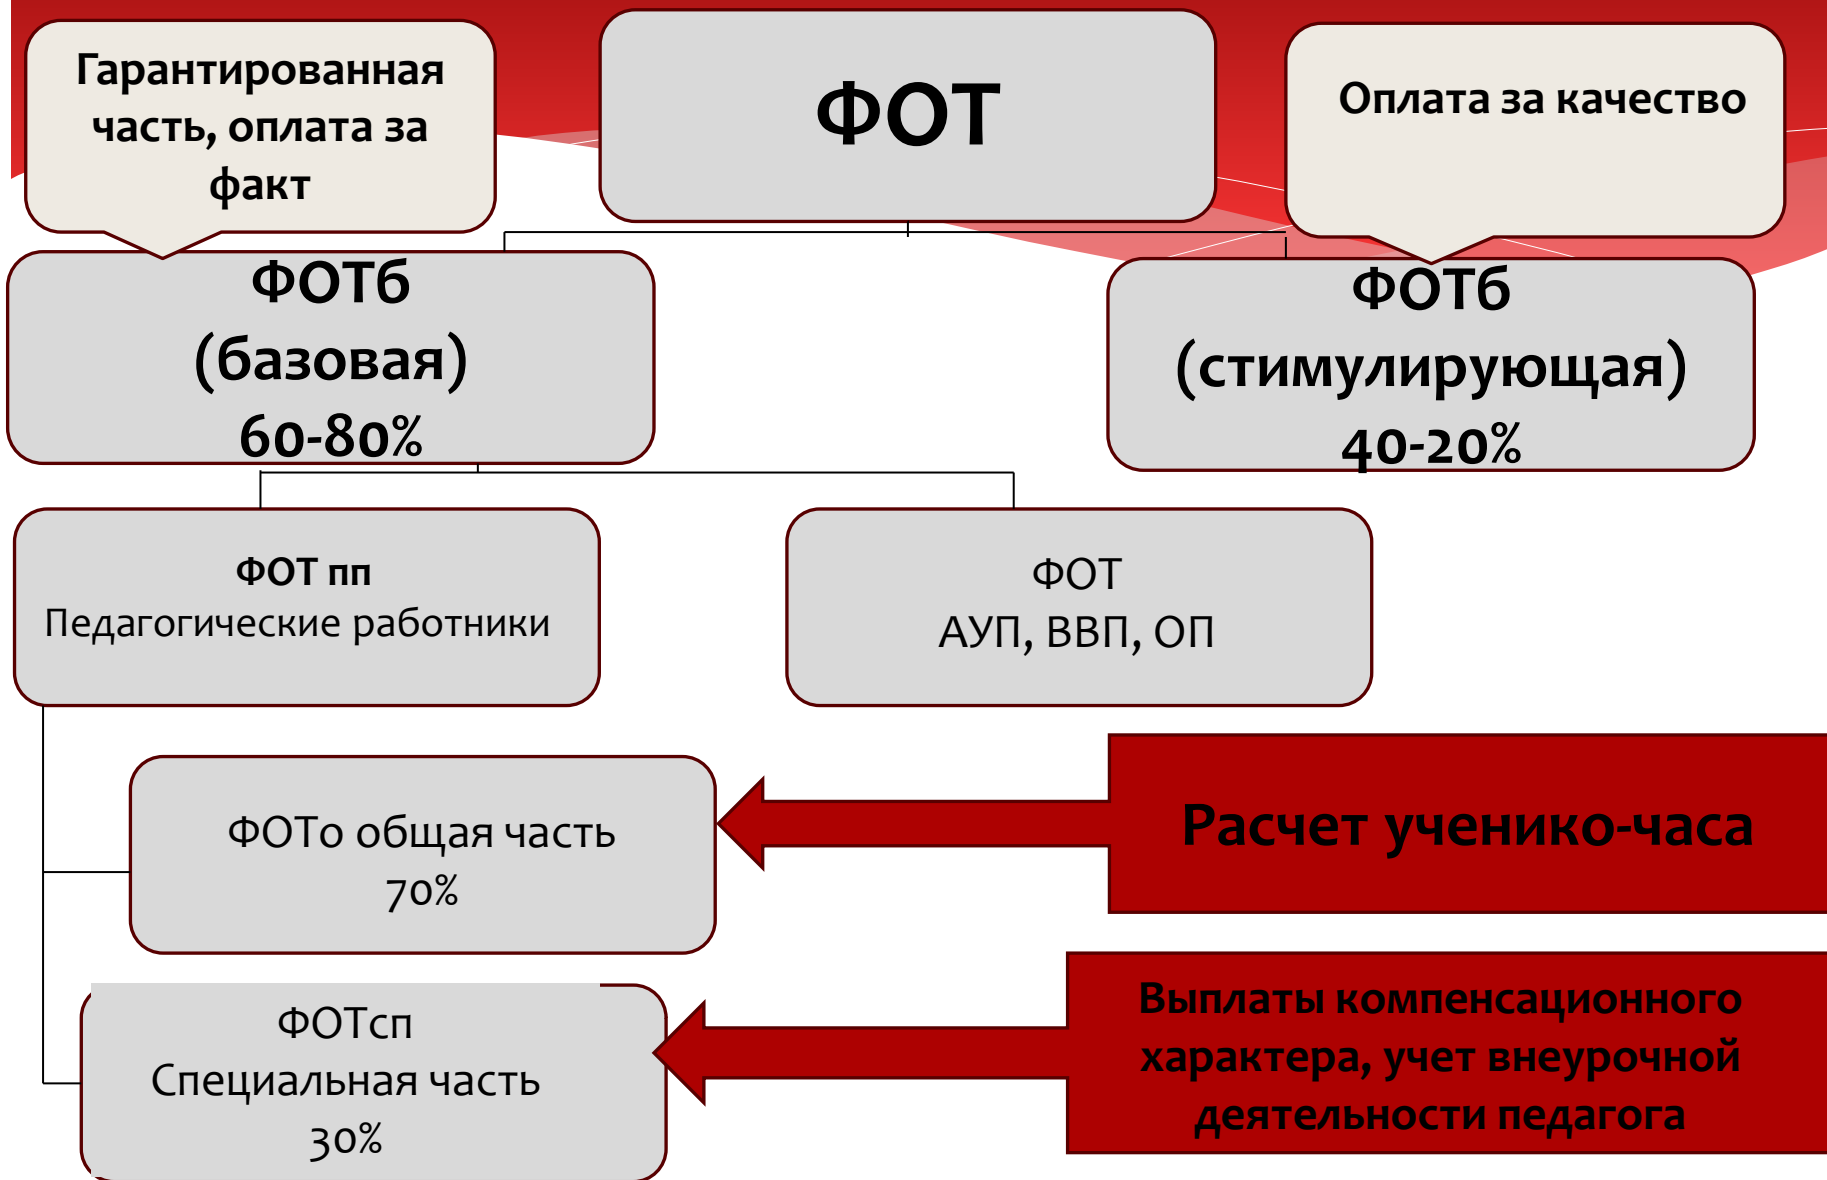 Гарантированная
часть, оплата за
факт
ФОТ
Оплата за качество
ФОТб
(базовая)
60-80%
ФОТб
(стимулирующая)
40-20%
ФОТ пп
Педагогические работники
ФОТ
АУП, ВВП, ОП
ФОТо общая часть
70%
Расчет ученико-часа
ФОТсп
Специальная часть
30%
Выплаты компенсационного
характера, учет внеурочной
деятельности педагога